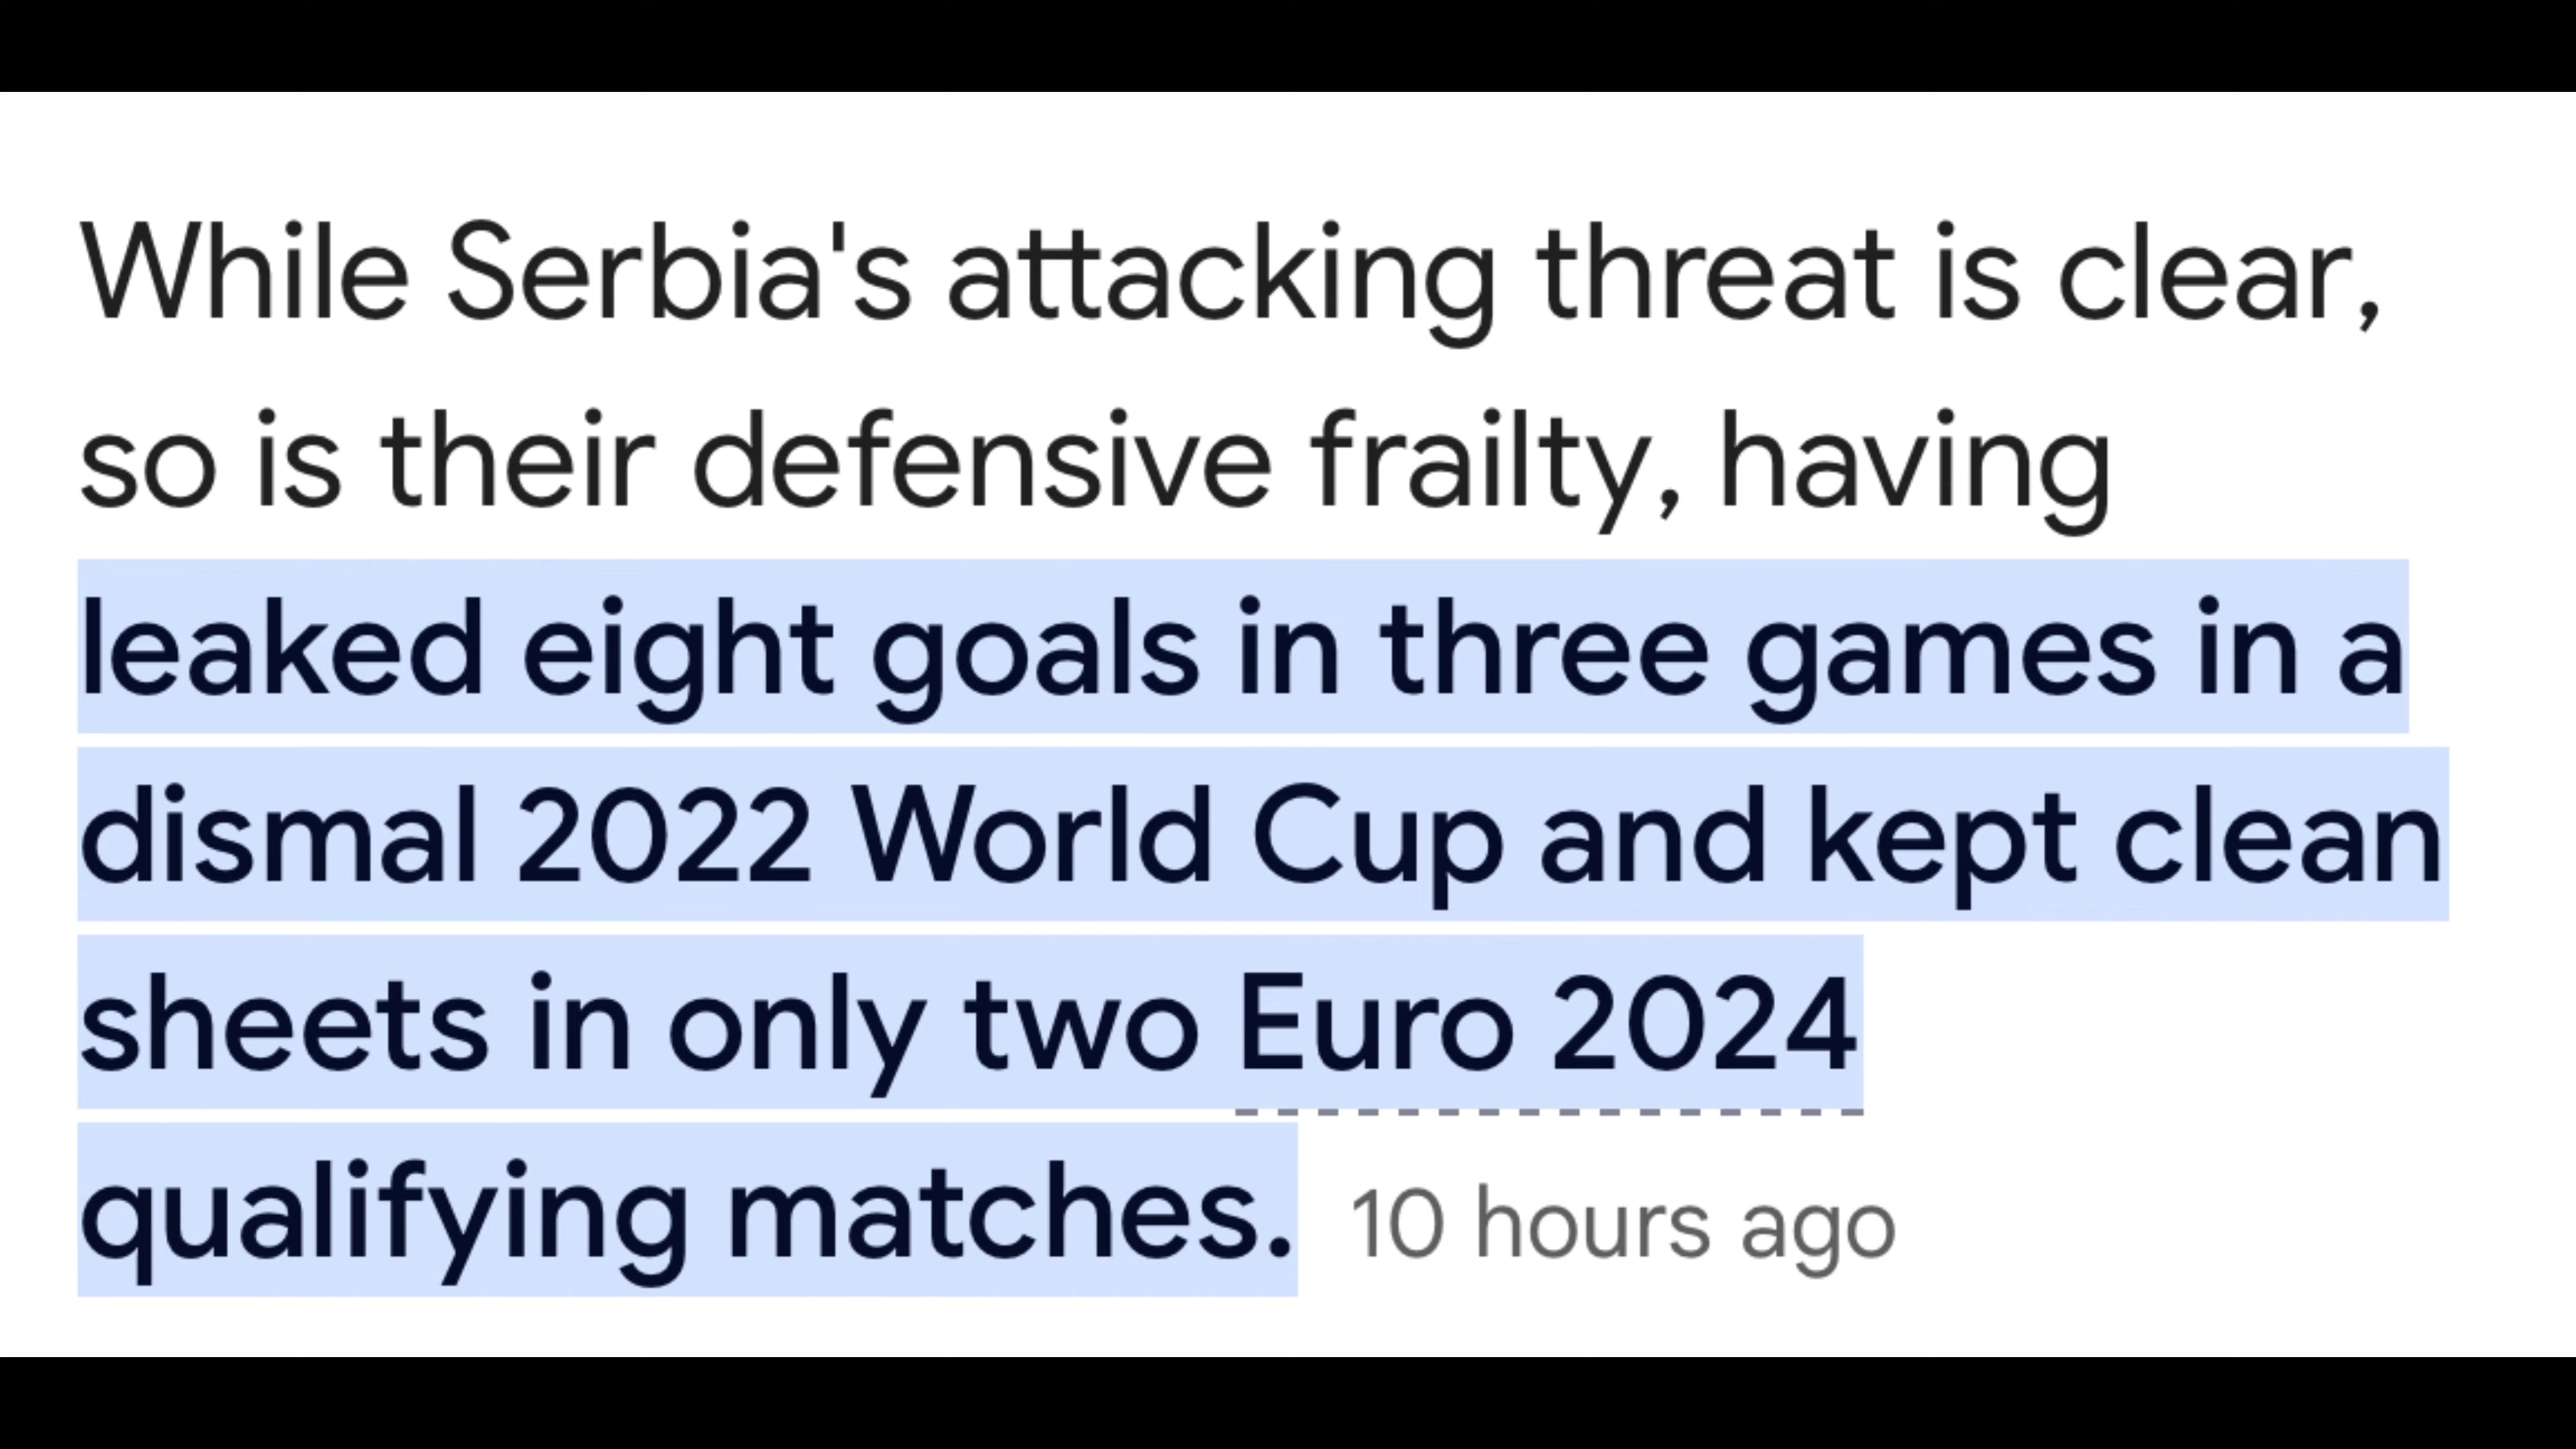 While Serbia's attacking threat is clear,
so is their defensive frailty, having
leaked eight goals in three games in a
dismal 2022 World Cup and kept clean
sheets in only two Euro 2024
qualifying matches. 10 hours ago